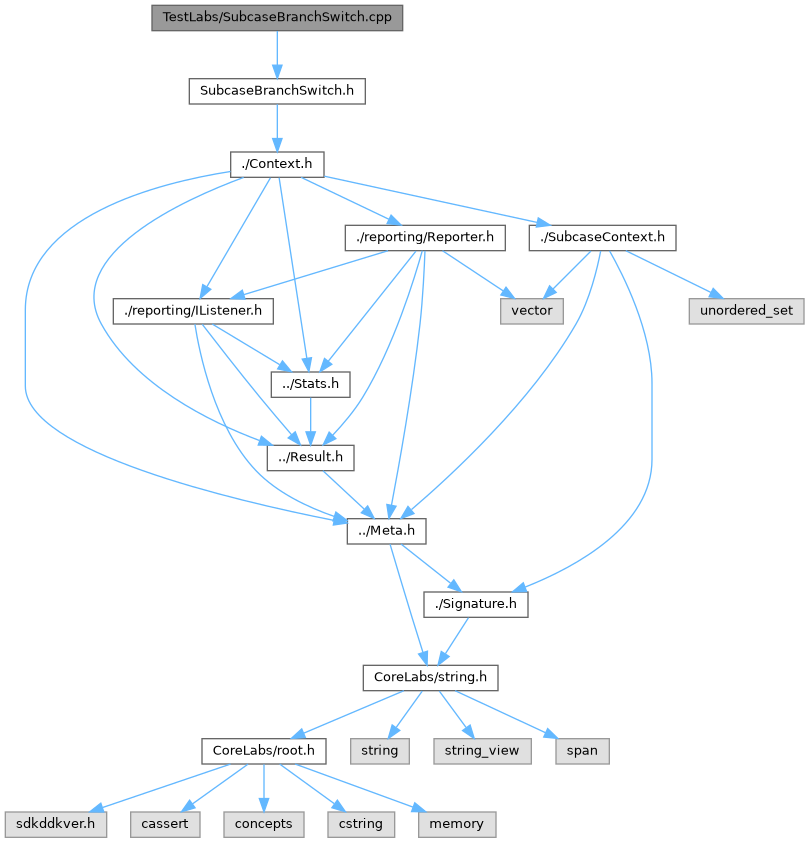 TestLabs/SubcaseBranchSwitch.cpp
SubcaseBranchSwitch.h
./Context.h
./reporting/Reporter.h
./SubcaseContext.h
./reporting/IListener.h
vector
unordered_set
../Stats.h
../Result.h
../Meta.h
./Signature.h
CoreLabs/string.h
CoreLabs/root.h
string
string_view
span
sdkddkver.h
cassert
concepts
cstring
memory